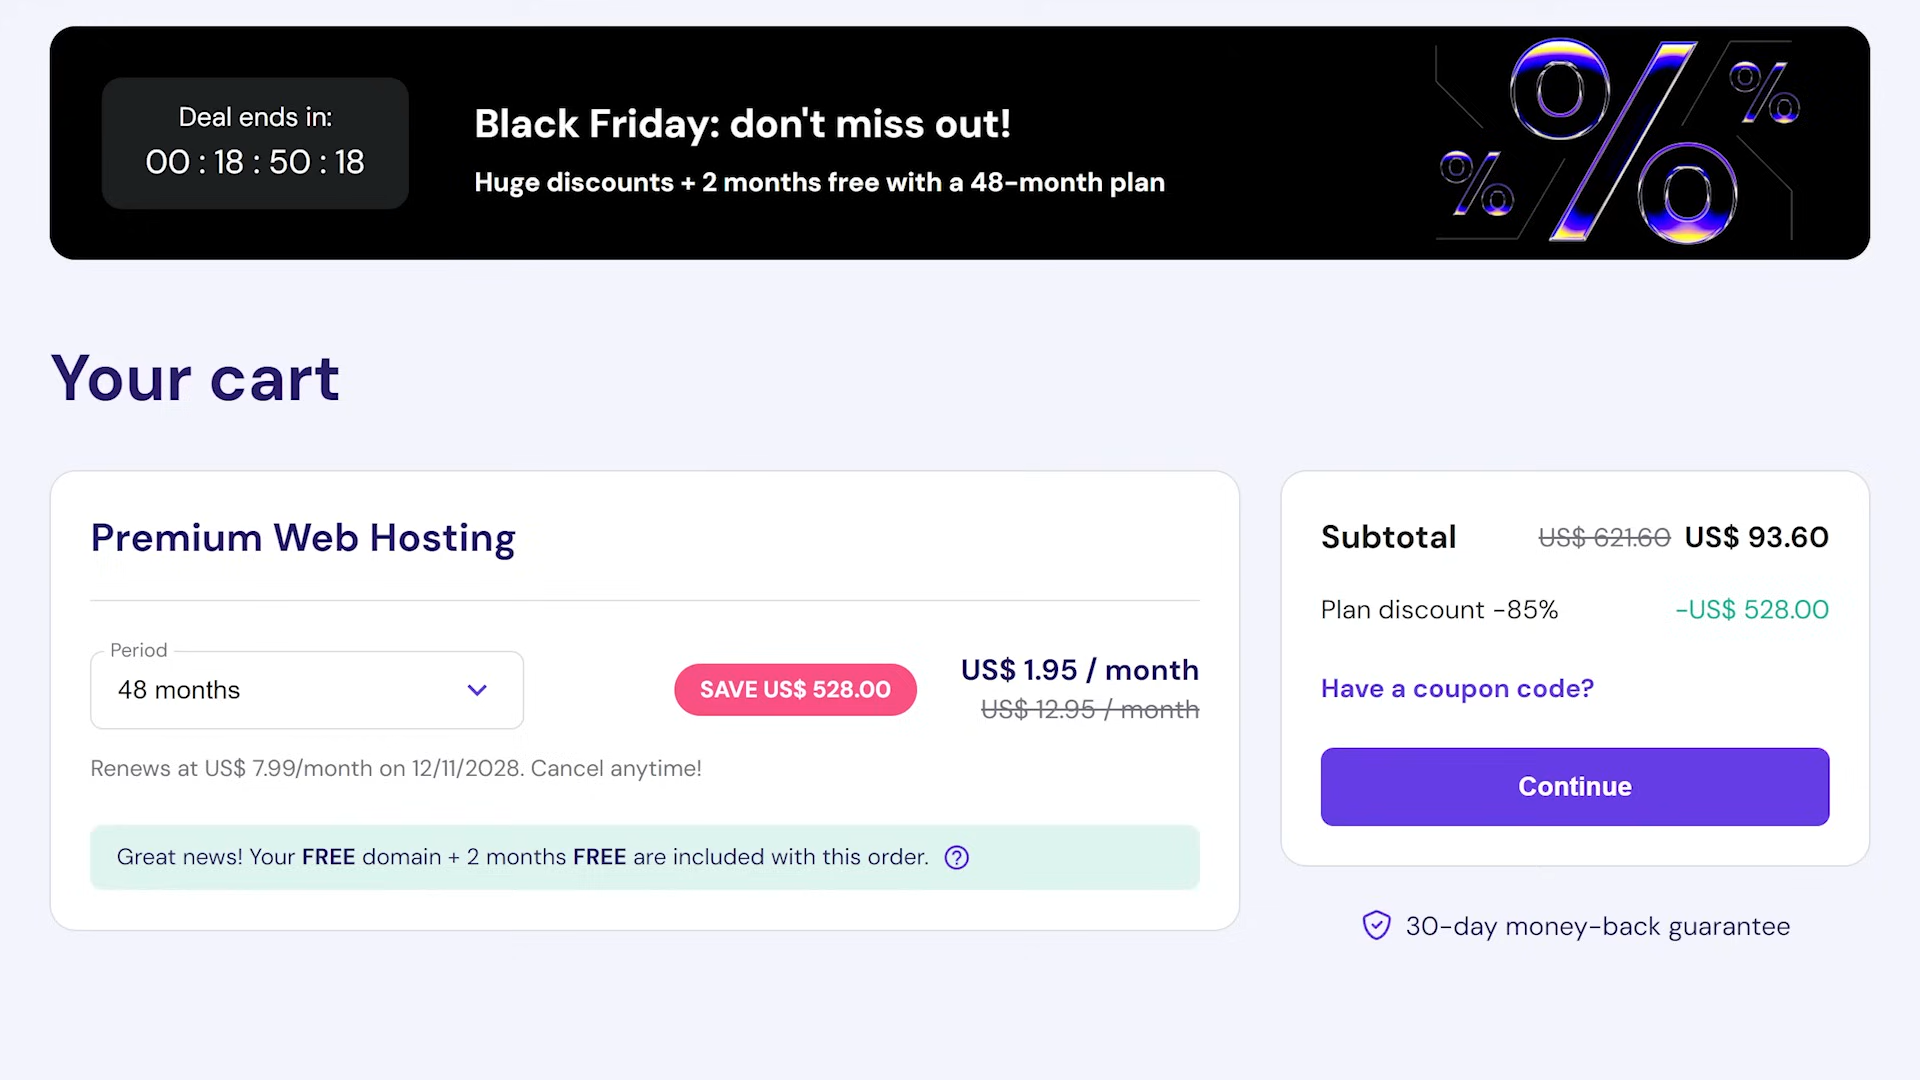 Deal ends in:
00 : 18 : 50 : 18
Black Friday: don't miss out!
Huge discounts + 2 months free with a 48-month plan
% % %
Your cart
Premium Web Hosting
Period
48 months
SAVE US$ 528.00
US$ 1.95 / month
US$ 12.95 / month
Renews at US$ 7.99/month on 12/11/2028. Cancel anytime!
Great news! Your FREE domain + 2 months FREE are included with this order. ?
Subtotal US$ 621.60 US$ 93.60
Plan discount -85% -US$ 528.00
Have a coupon code?
Continue
30-day money-back guarantee